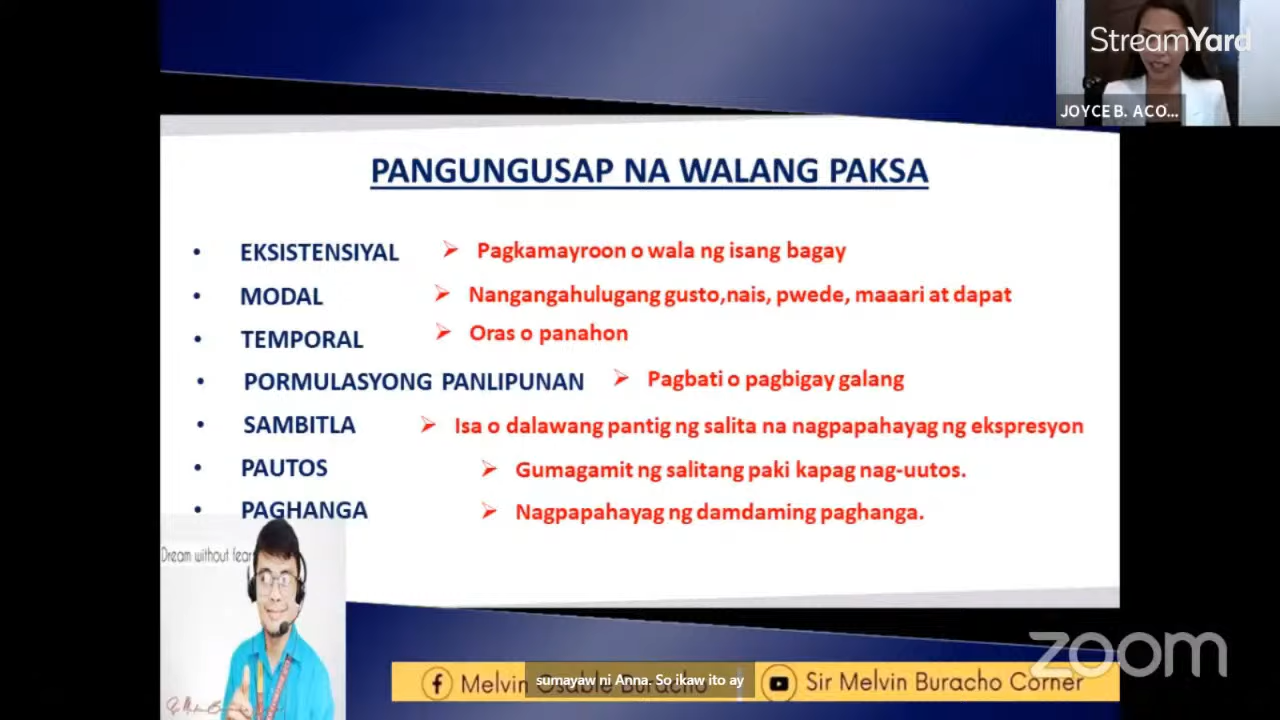 StreamYard
JOYCE B. ACO...
PANGUNGUSAP NA WALANG PAKSA
• EKSISTENSIYAL ➢ Pagkamayroon o wala ng isang bagay
• MODAL ➢ Nangangahulugang gusto,nais, pwede, maaari at dapat
• TEMPORAL ➢ Oras o panahon
• PORMULASYONG PANLIPUNAN ➢ Pagbati o pagbigay galang
• SAMBITLA ➢ Isa o dalawang pantig ng salita na nagpapahayag ng ekspresyon
• PAUTOS ➢ Gumagamit ng salitang paki kapag nag-uutos.
• PAGHANGA ➢ Nagpapahayag ng damdaming paghanga.
Dream without fear
zoom
Melvin Osable Buracho
sumayaw ni Anna. So ikaw ito ay
Sir Melvin Buracho Corner